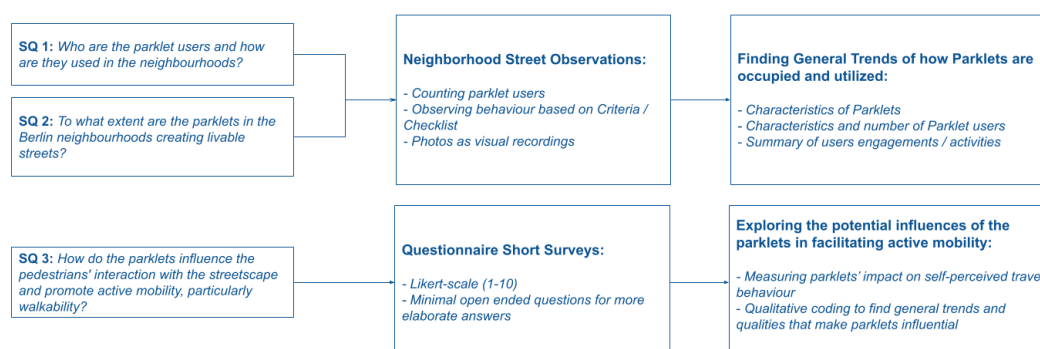 SQ 1: Who are the parklet users and how
are they used in the neighbourhoods?
SQ 2: To what extent are the parklets in the
Berlin neighbourhoods creating livable
streets?
Neighborhood Street Observations:
- Counting parklet users
- Observing behaviour based on Criteria /
Checklist
- Photos as visual recordings
Finding General Trends of how Parklets are
occupied and utilized:
- Characteristics of Parklets
- Characteristics and number of Parklet users
- Summary of users engagements / activities
SQ 3: How do the parklets influence the
pedestrians' interaction with the streetscape
and promote active mobility, particularly
walkability?
Questionnaire Short Surveys:
- Likert-scale (1-10)
- Minimal open ended questions for more
elaborate answers
Exploring the potential influences of the
parklets in facilitating active mobility:
- Measuring parklets' impact on self-perceived trave
behaviour
- Qualitative coding to find general trends and
qualities that make parklets influential